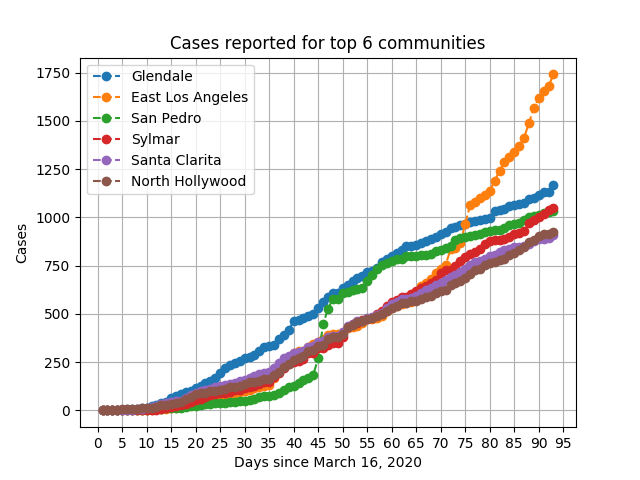 Cases reported for top 6 communities
Glendale
East Los Angeles
San Pedro
Sylmar
Santa Clarita
North Hollywood
1750
1500
1250
1000
750
500
250
0
Cases
0 5 10 15 20 25 30 35 40 45 50 55 60 65 70 75 80 85 90 95
Days since March 16, 2020